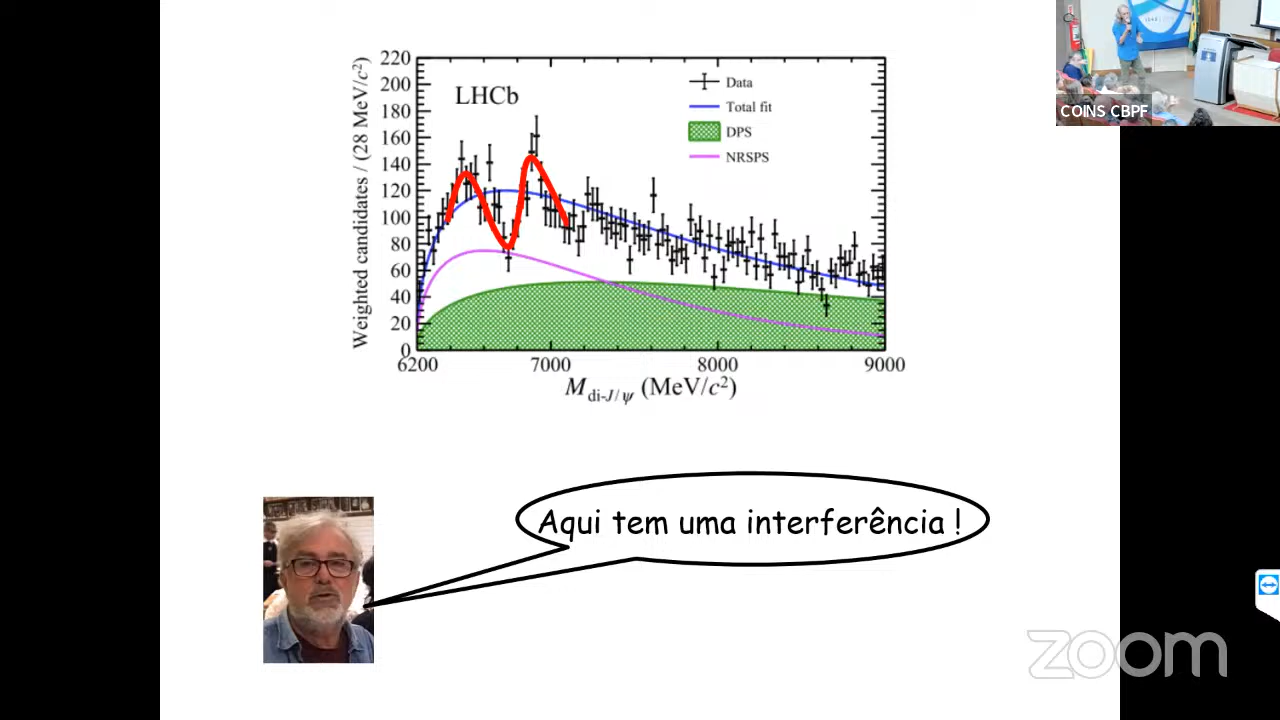 COINS CBPF
LHCb
Data
Total fit
DPS
NRSPS
Weighted candidates / (28 MeV/c²)
220
200
180
160
140
120
100
80
60
40
20
0
6200 7000 8000 9000
M di-J/ψ (MeV/c²)
Aqui tem uma interferência !
zoom